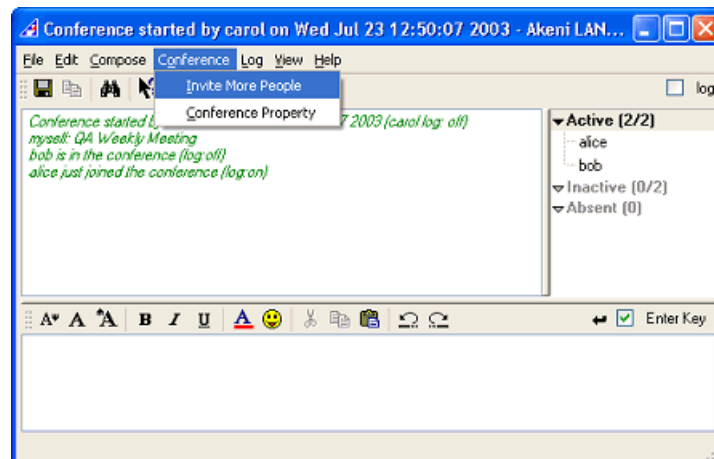 Conference started by carol on Wed Jul 23 12:50:07 2003 - Akeni LAN...
File Edit Compose Conference Log View Help
Invite More People
Conference Property
log
Conference started 7 2003 (carol log: off)
myself: QA Weekly Meeting
bob is in the conference (log:off)
alice just joined the conference (log:on)
Active (2/2)
alice
bob
Inactive (0/2)
Absent (0)
A A A B I U A Enter Key